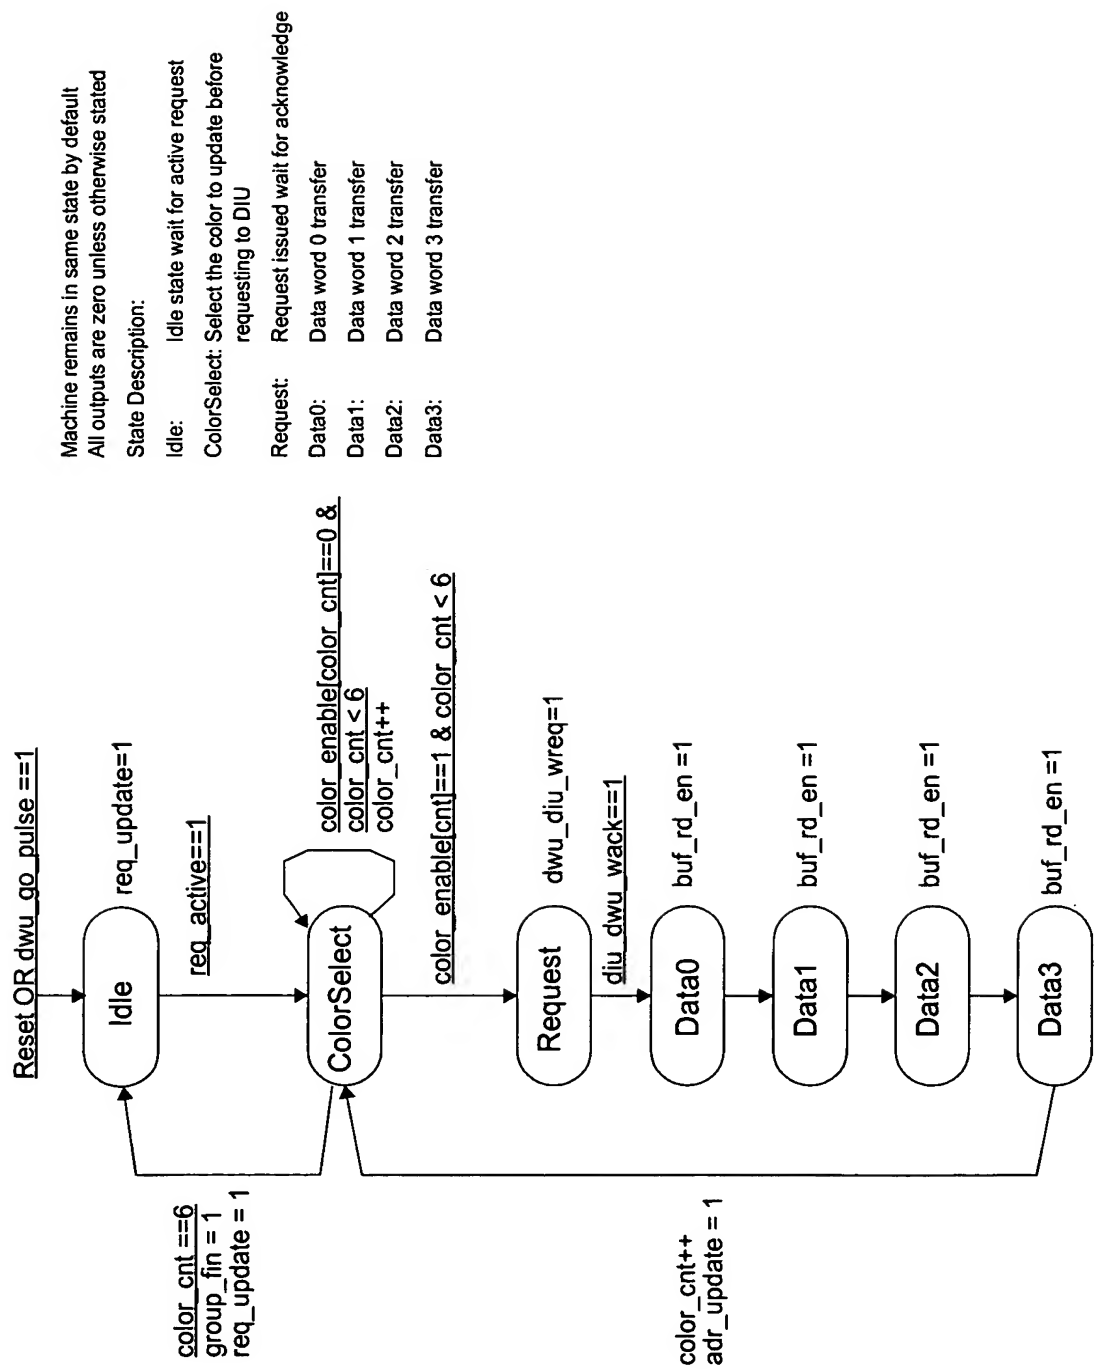 Reset OR dwu_go_pulse ==1
Idle
req_update=1
req_active==1
color_cnt ==6
group_fin = 1
req_update = 1
ColorSelect
color_enable[color_cnt]==0 &
color_cnt < 6
color_cnt++
color_enable[cnt]==1 & color_cnt < 6
Request
dwu_diu_wreq=1
diu_dwu_wack==1
Data0
buf_rd_en =1
Data1
buf_rd_en =1
Data2
buf_rd_en =1
Data3
buf_rd_en =1
color_cnt++
adr_update = 1
Machine remains in same state by default
All outputs are zero unless otherwise stated
State Description:
Idle: Idle state wait for active request
ColorSelect: Select the color to update before
requesting to DIU
Request: Request issued wait for acknowledge
Data0: Data word 0 transfer
Data1: Data word 1 transfer
Data2: Data word 2 transfer
Data3: Data word 3 transfer